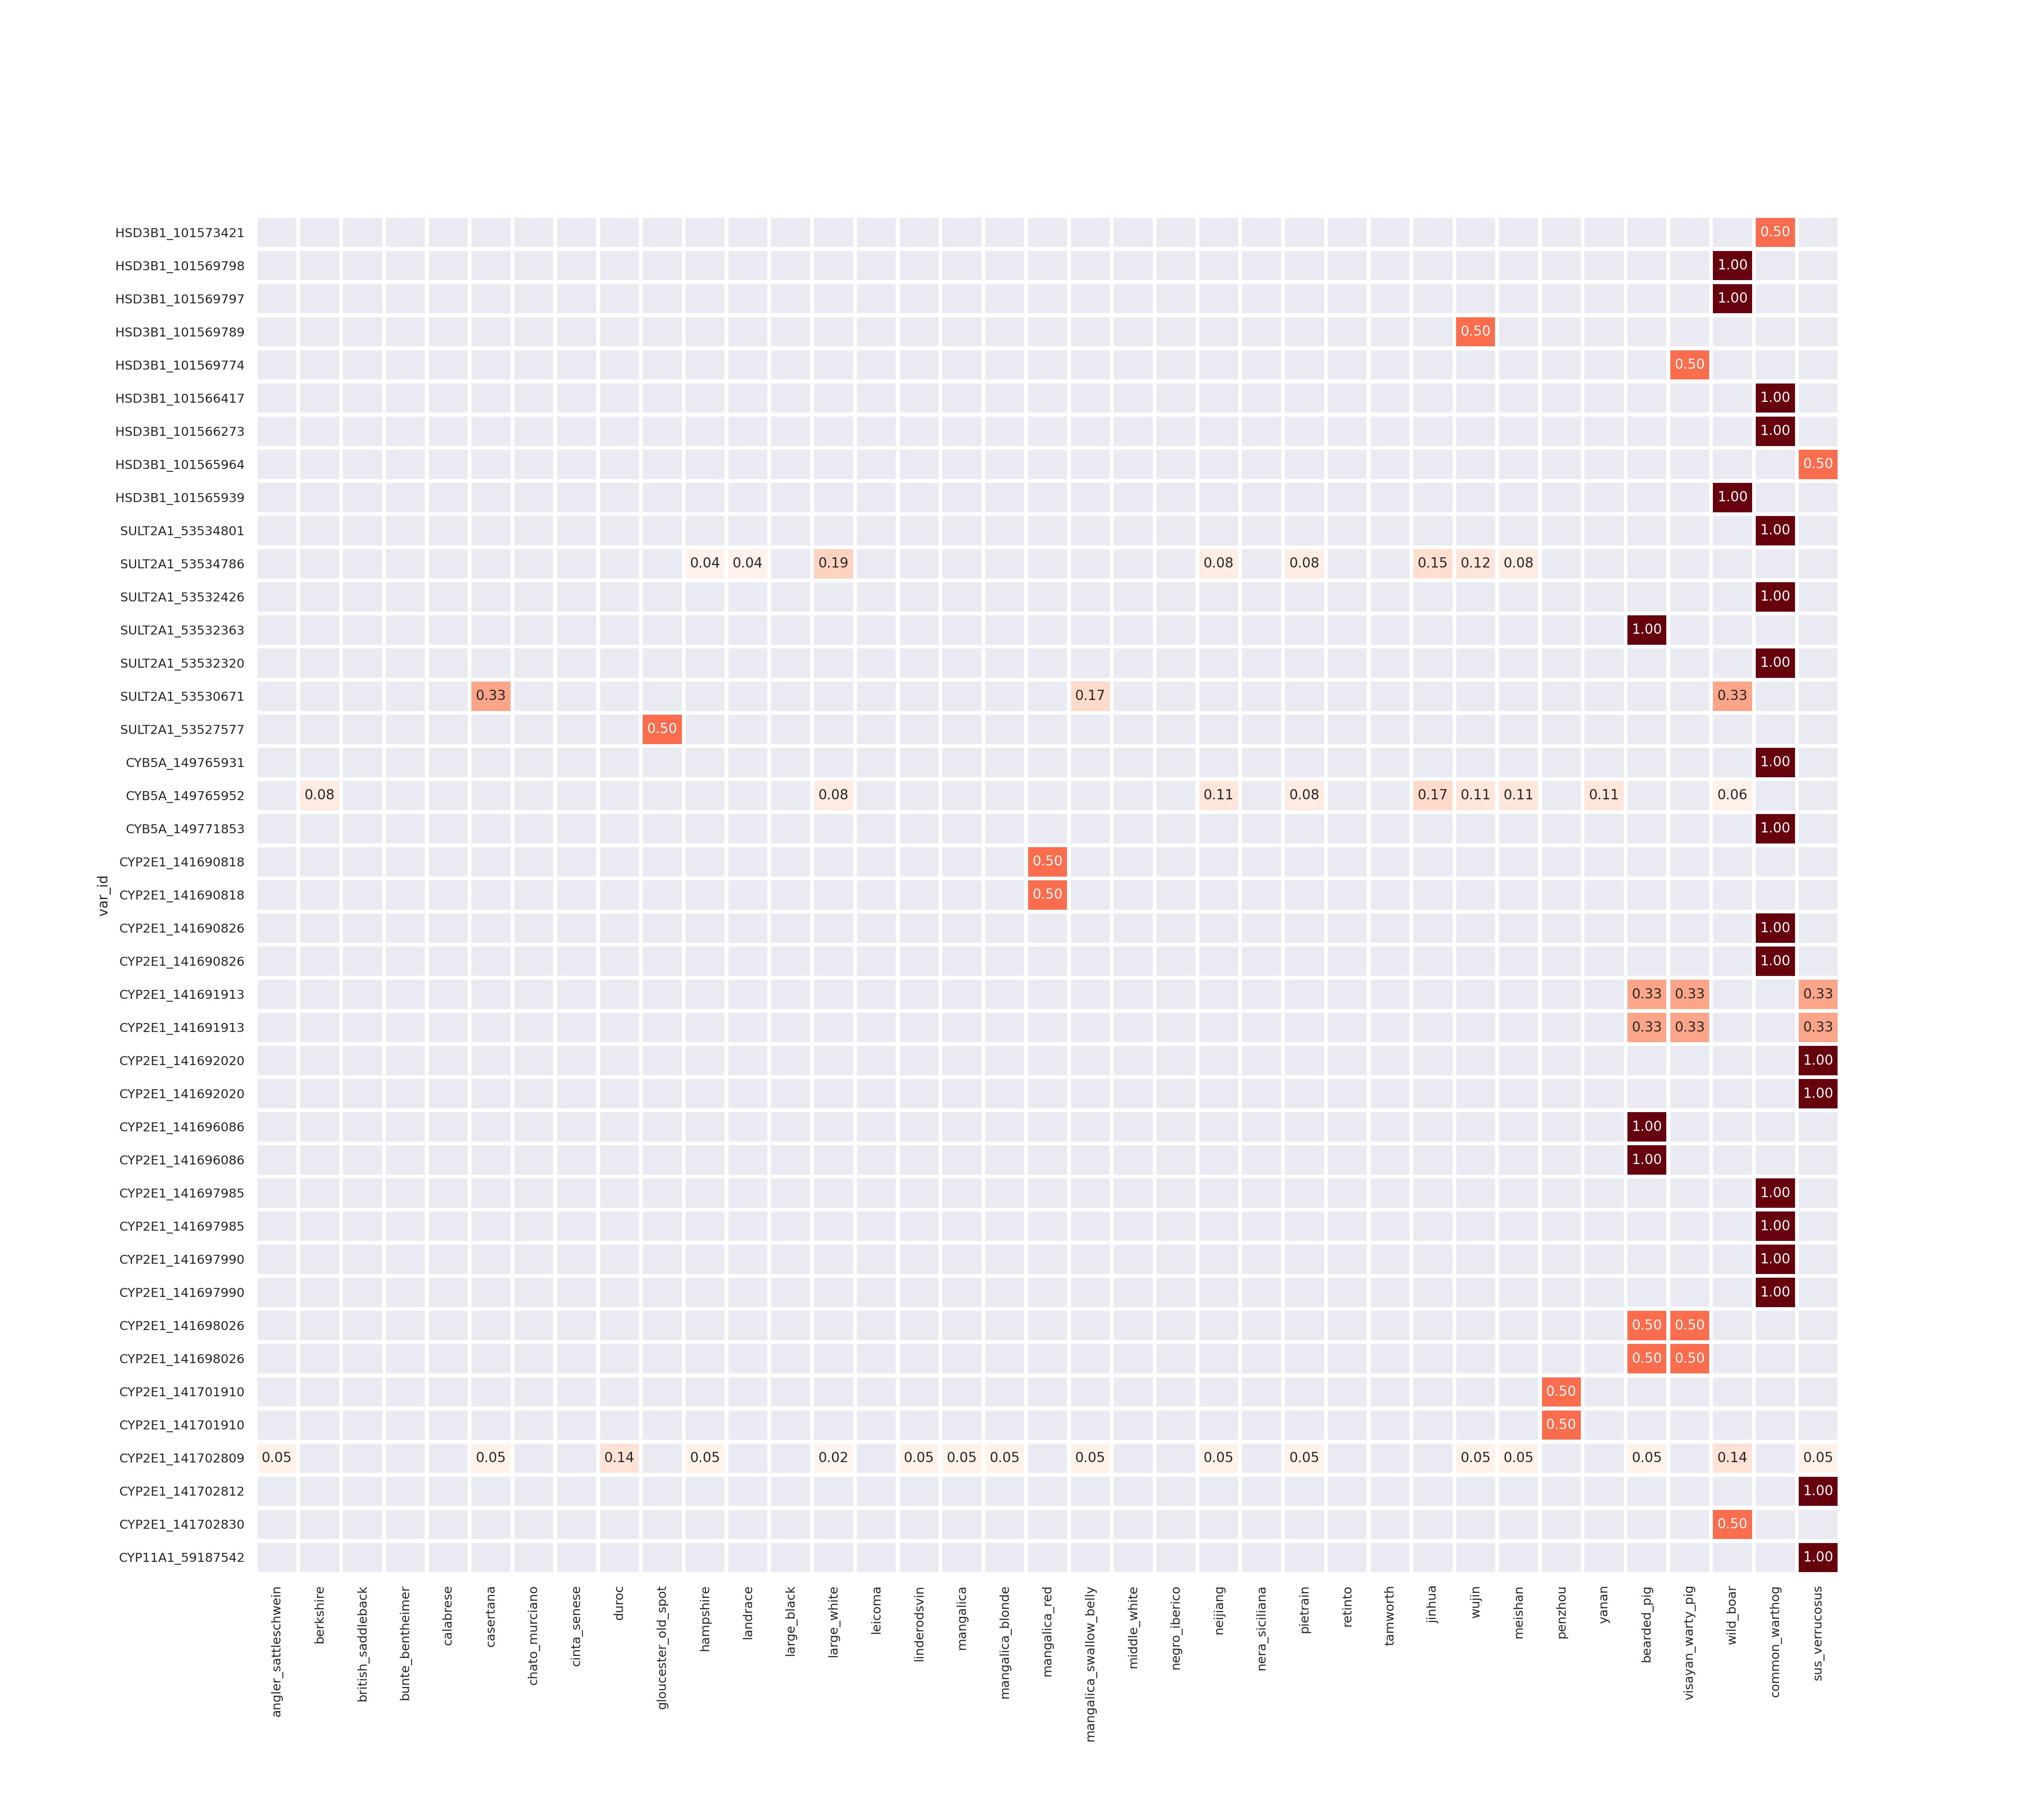 HSD3B1_101573421 0.50
HSD3B1_101569798 1.00
HSD3B1_101569797 1.00
HSD3B1_101569789 0.50
HSD3B1_101569774 0.50
HSD3B1_101566417 1.00
HSD3B1_101566273 1.00
HSD3B1_101565964 0.50
HSD3B1_101565939 1.00
SULT2A1_53534801 1.00
SULT2A1_53534786 0.04 0.04 0.19 0.08 0.08 0.15 0.12 0.08
SULT2A1_53532426 1.00
SULT2A1_53532363 1.00
SULT2A1_53532320 1.00
SULT2A1_53530671 0.33 0.17 0.33
SULT2A1_53527577 0.50
CYB5A_149765931 1.00
CYB5A_149765952 0.08 0.08 0.11 0.08 0.17 0.11 0.11 0.11 0.06
CYB5A_149771853 1.00
CYP2E1_141690818 0.50
CYP2E1_141690818 0.50
var_id
CYP2E1_141690826 1.00
CYP2E1_141690826 1.00
CYP2E1_141691913 0.33 0.33 0.33
CYP2E1_141691913 0.33 0.33 0.33
CYP2E1_141692020 1.00
CYP2E1_141692020 1.00
CYP2E1_141696086 1.00
CYP2E1_141696086 1.00
CYP2E1_141697985 1.00
CYP2E1_141697985 1.00
CYP2E1_141697990 1.00
CYP2E1_141697990 1.00
CYP2E1_141698026 0.50 0.50
CYP2E1_141698026 0.50 0.50
CYP2E1_141701910 0.50
CYP2E1_141701910 0.50
CYP2E1_141702809 0.05 0.05 0.14 0.05 0.02 0.05 0.05 0.05 0.05 0.05 0.05 0.05 0.05 0.05 0.14 0.05
CYP2E1_141702812 1.00
CYP2E1_141702830 0.50
CYP11A1_59187542 1.00
angler_sattleschwein
berkshire
british_saddleback
bunte_bentheimer
calabrese
casertana
chato_murciano
cinta_senese
duroc
gloucester_old_spot
hampshire
landrace
large_black
large_white
leicoma
linderodsvin
mangalica
mangalica_blonde
mangalica_red
mangalica_swallow_belly
middle_white
negro_iberico
neijiang
nera_siciliana
pietrain
retinto
tamworth
jinhua
wujin
meishan
penzhou
yanan
bearded_pig
visayan_warty_pig
wild_boar
common_warthog
sus_verrucosus